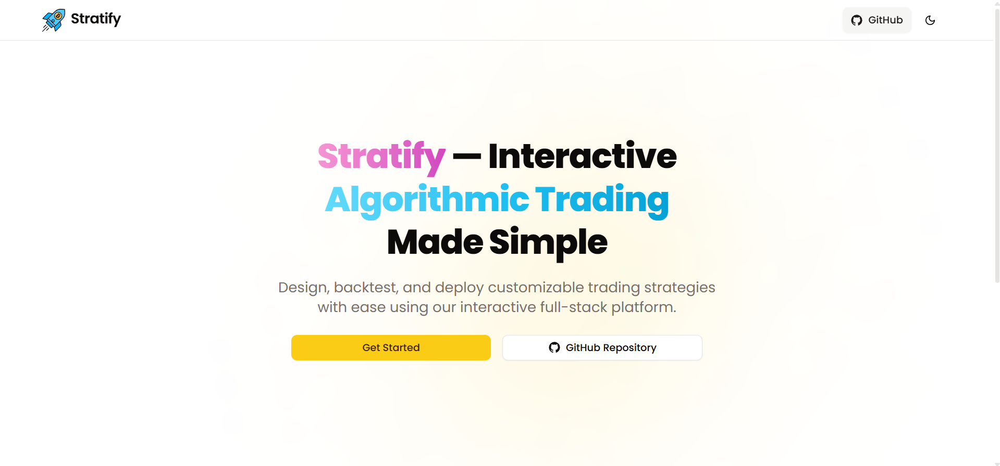 Stratify
GitHub
Stratify — Interactive
Algorithmic Trading
Made Simple
Design, backtest, and deploy customizable trading strategies
with ease using our interactive full-stack platform.
Get Started
GitHub Repository